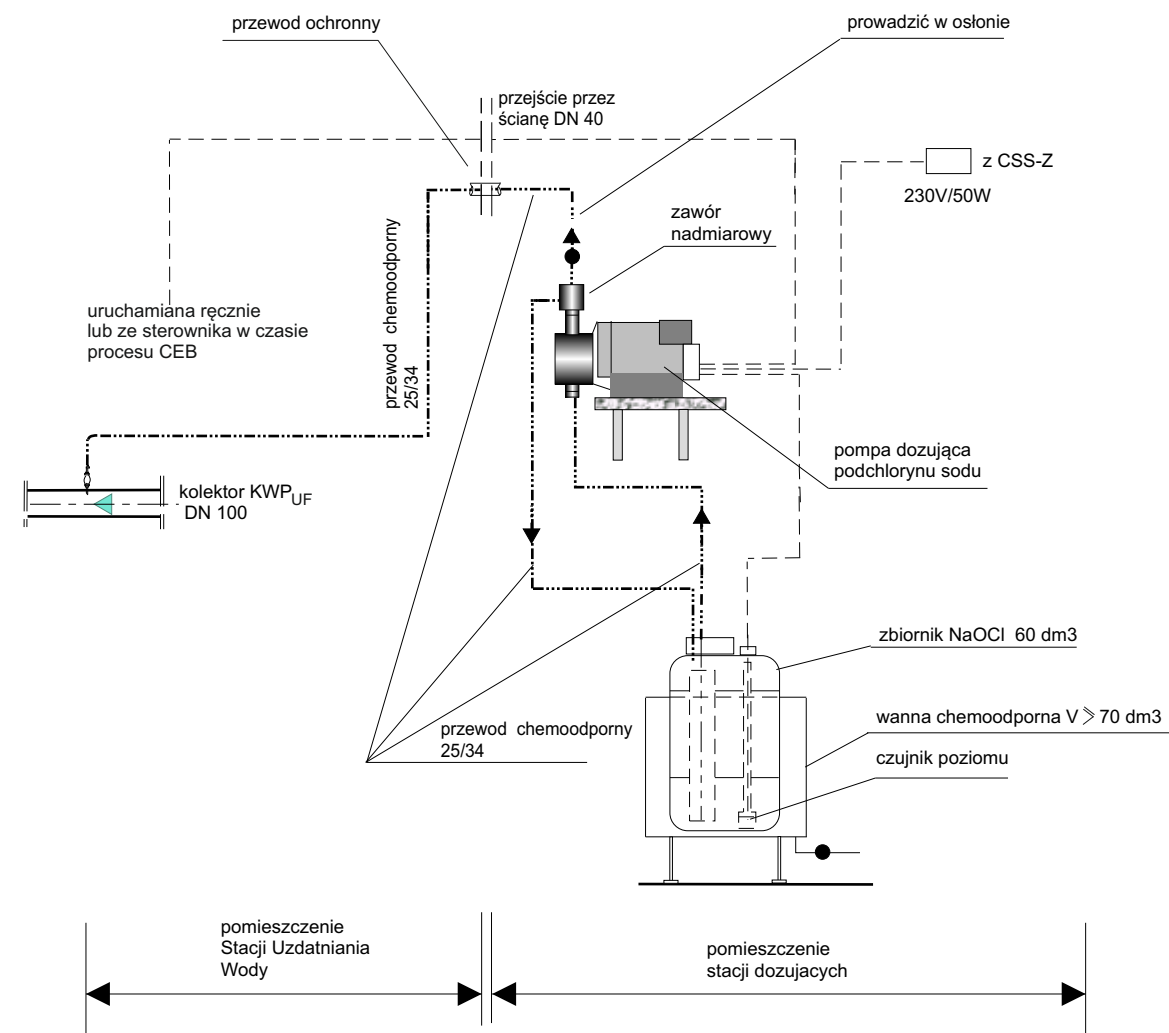 przewod ochronny
prowadzić w osłonie
przejście przez
ścianę DN 40
z CSS-Z
230V/50W
zawór
nadmiarowy
przewod chemoodporny
25/34
uruchamiana ręcznie
lub ze sterownika w czasie
procesu CEB
pompa dozująca
podchlorynu sodu
kolektor KWPUF
DN 100
zbiornik NaOCl 60 dm3
wanna chemoodporna V ⩾ 70 dm3
przewod chemoodporny
25/34
czujnik poziomu
pomieszczenie
Stacji Uzdatniania
Wody
pomieszczenie
stacji dozujacych